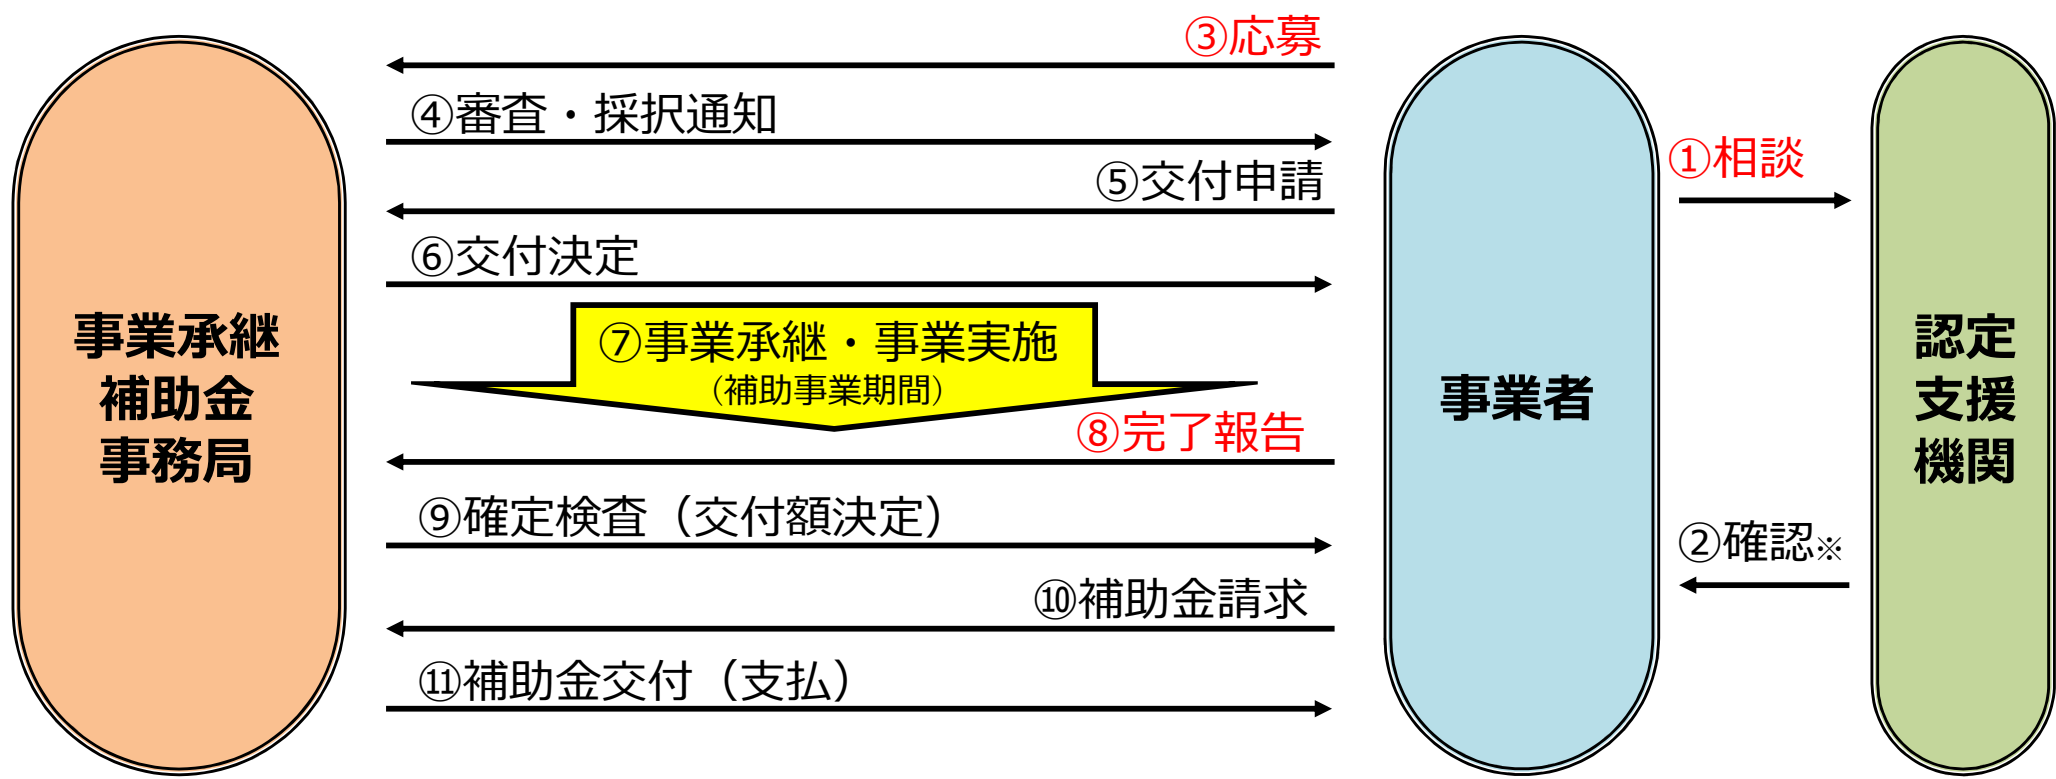 ③応募
④審査・採択通知
①相談
⑤交付申請
⑥交付決定
事業承継
補助金
事務局
⑦事業承継・事業実施
（補助事業期間）
事業者
認定
支援
機関
⑧完了報告
⑨確定検査（交付額決定）
②確認※
⑩補助金請求
⑪補助金交付（支払）